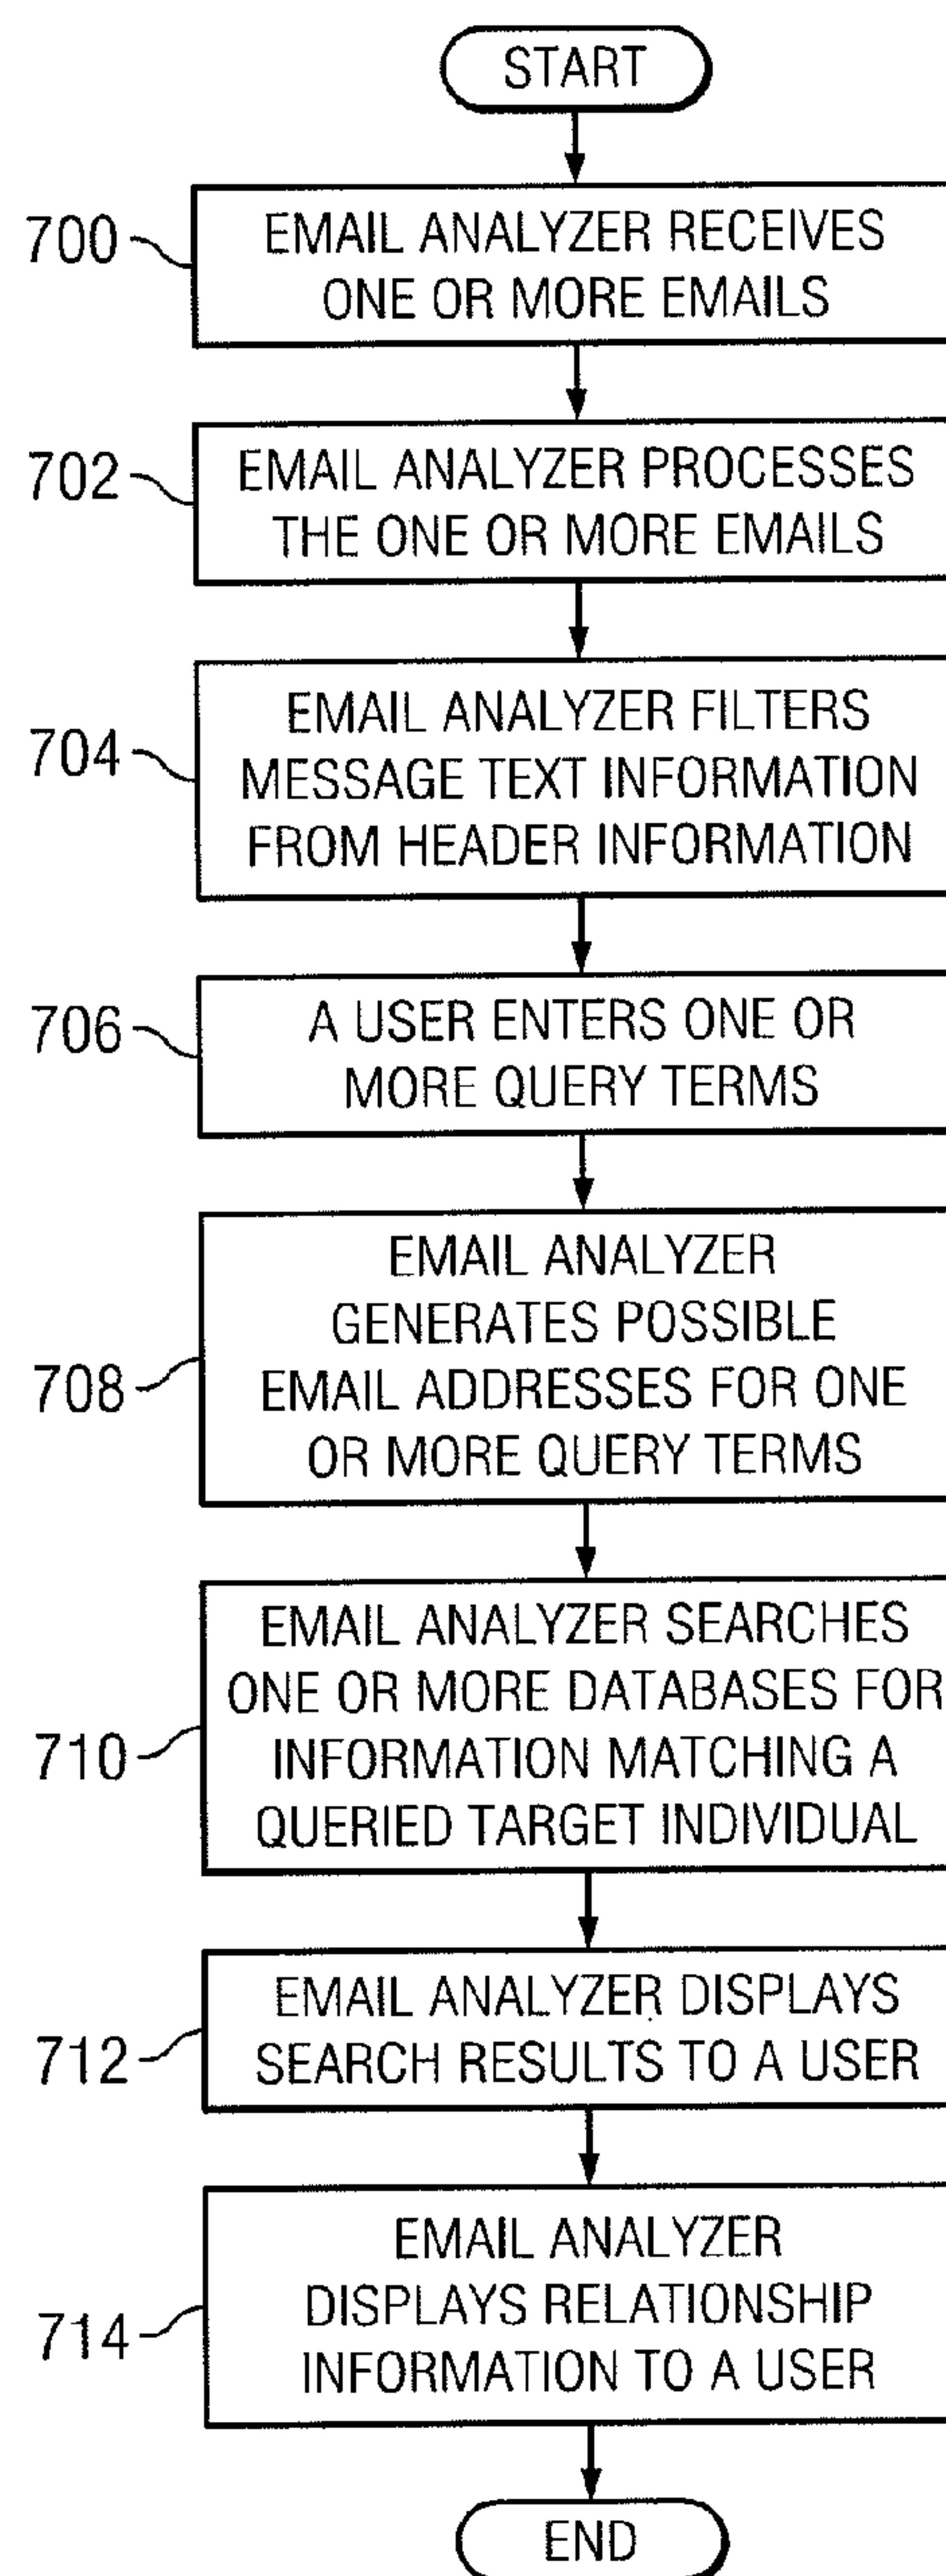 START
700
EMAIL ANALYZER RECEIVES
ONE OR MORE EMAILS
702
EMAIL ANALYZER PROCESSES
THE ONE OR MORE EMAILS
704
EMAIL ANALYZER FILTERS
MESSAGE TEXT INFORMATION
FROM HEADER INFORMATION
706
A USER ENTERS ONE OR
MORE QUERY TERMS
708
EMAIL ANALYZER
GENERATES POSSIBLE
EMAIL ADDRESSES FOR ONE
OR MORE QUERY TERMS
710
EMAIL ANALYZER SEARCHES
ONE OR MORE DATABASES FOR
INFORMATION MATCHING A
QUERIED TARGET INDIVIDUAL
712
EMAIL ANALYZER DISPLAYS
SEARCH RESULTS TO A USER
714
EMAIL ANALYZER
DISPLAYS RELATIONSHIP
INFORMATION TO A USER
END